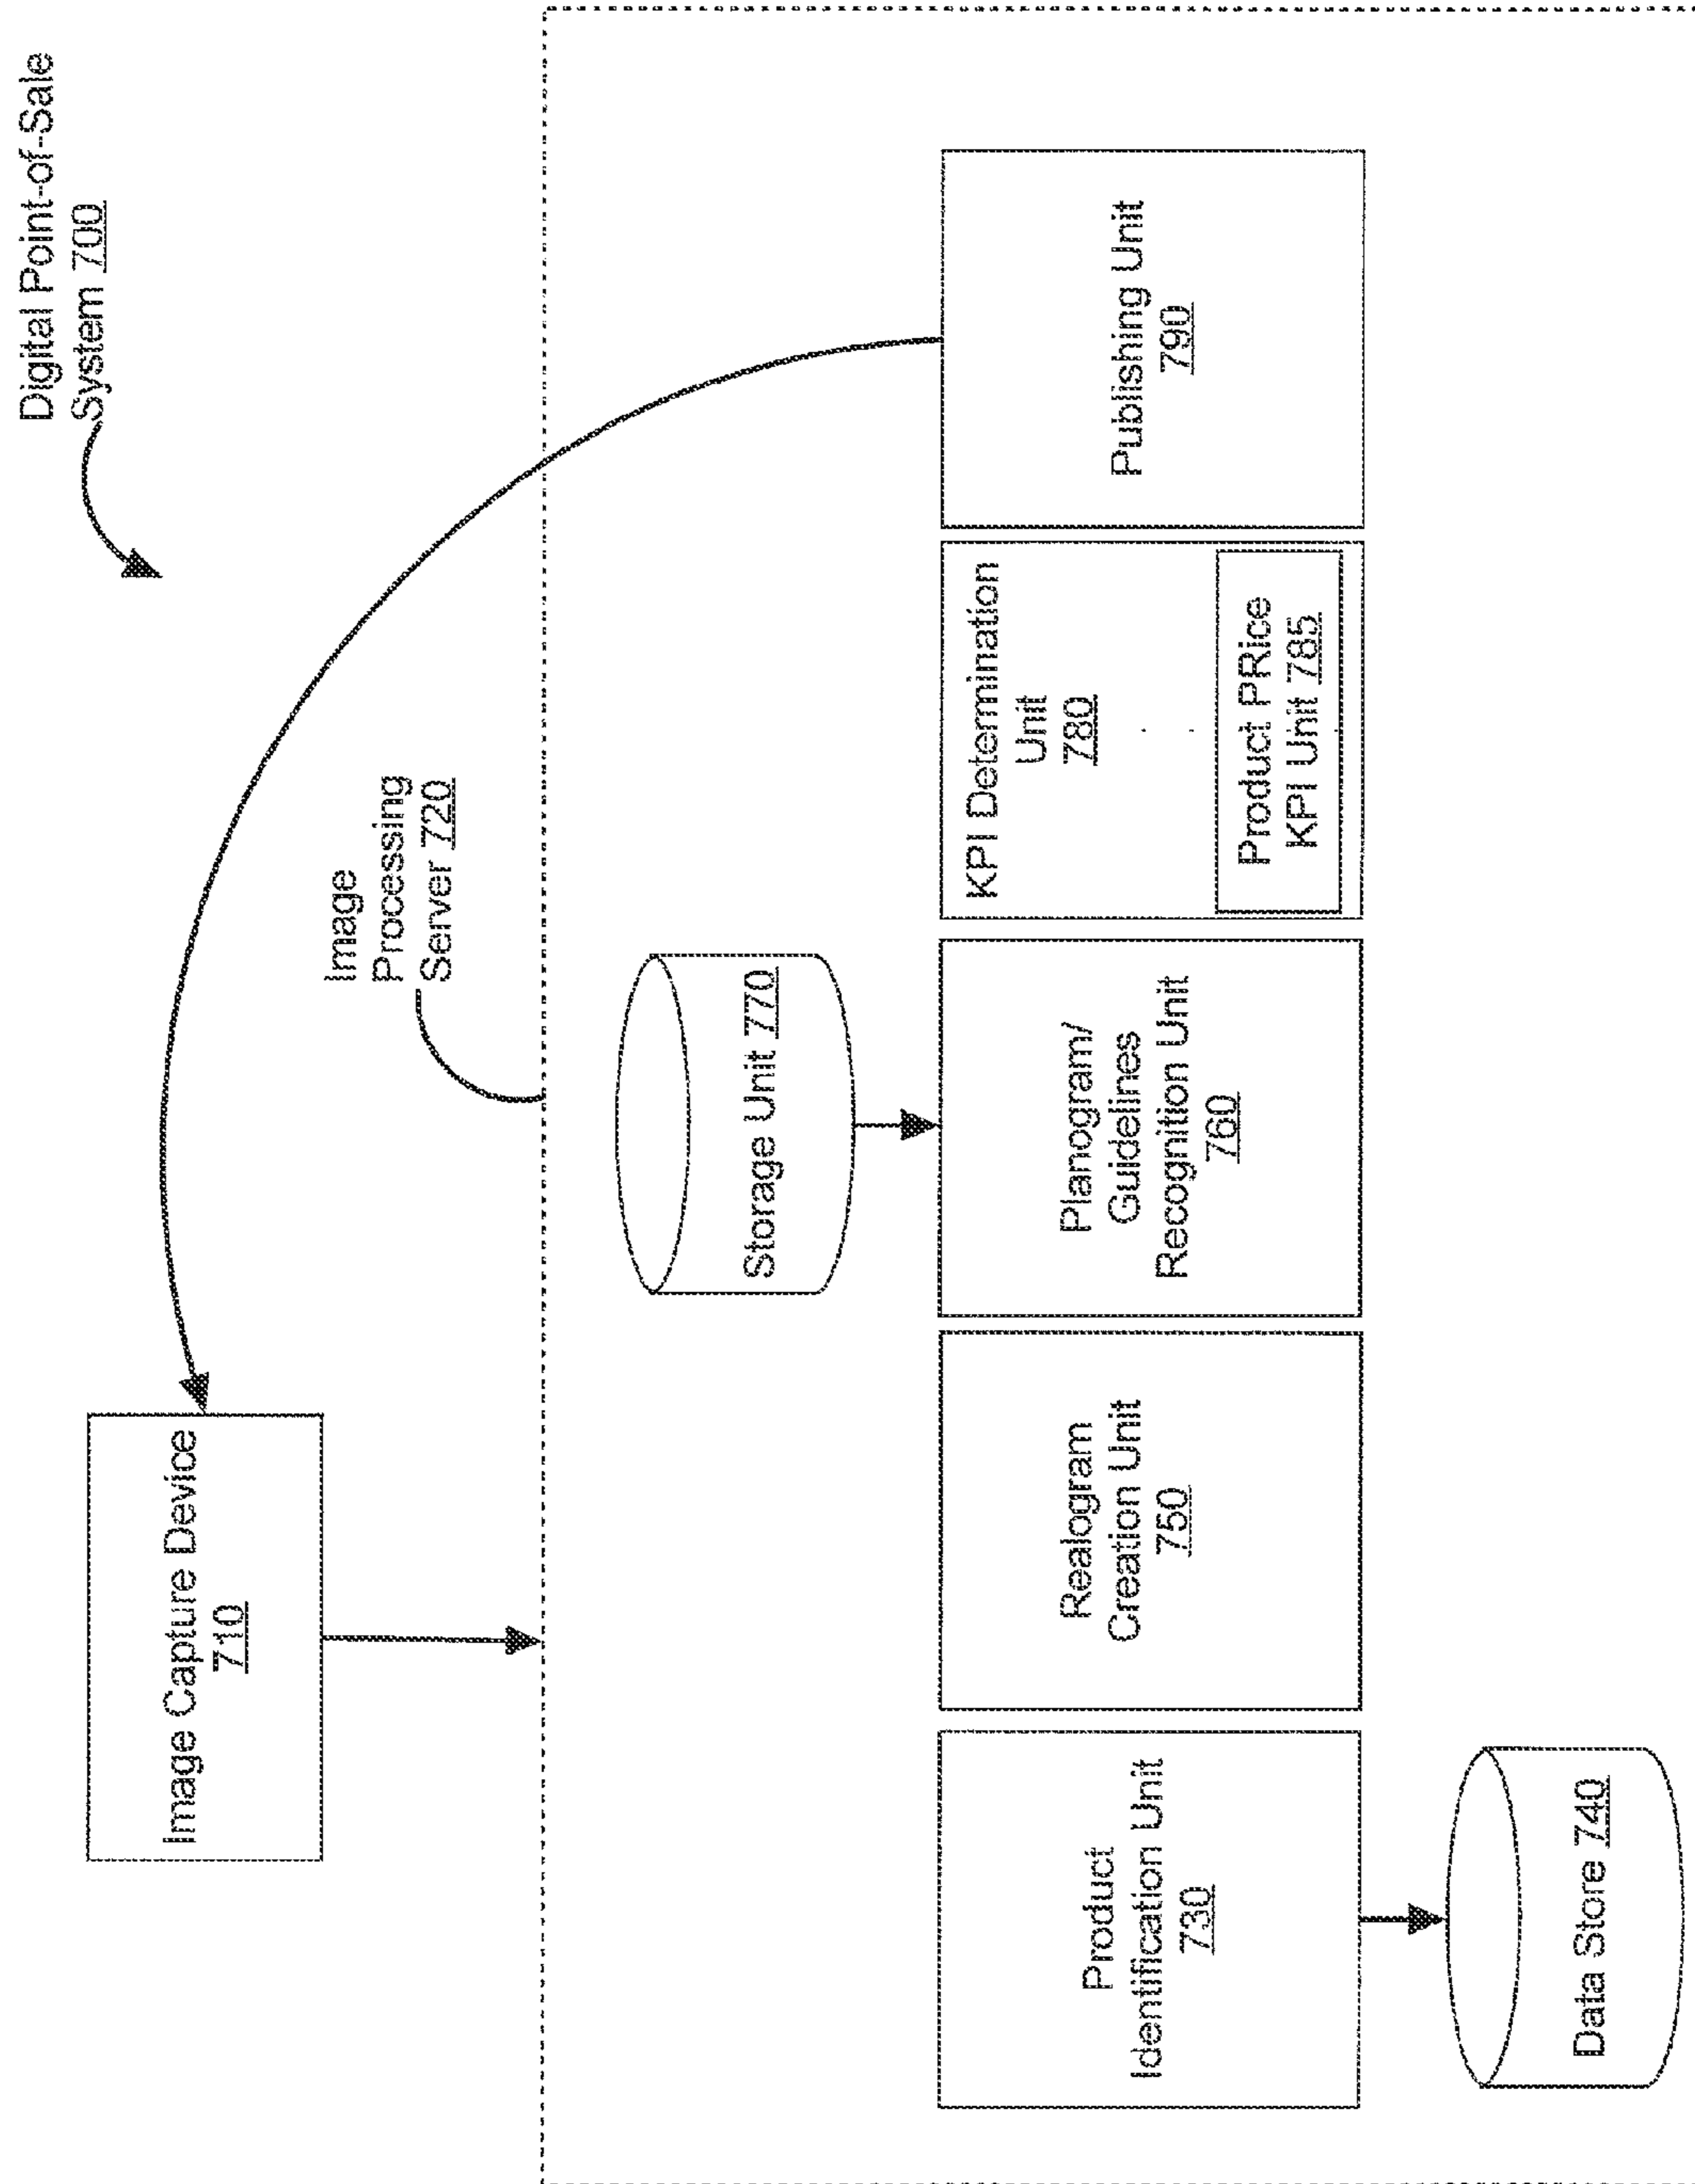 Digital Point-of-Sale
System 700
Image Capture Device
710
Image
Processing
Server 720
Storage Unit 770
Product
Identification Unit
730
Realogram
Creation Unit
750
Planogram/
Guidelines
Recognition Unit
760
KPI Determination
Unit
780
Product PRice
KPI Unit 785
Publishing Unit
790
Data Store 740